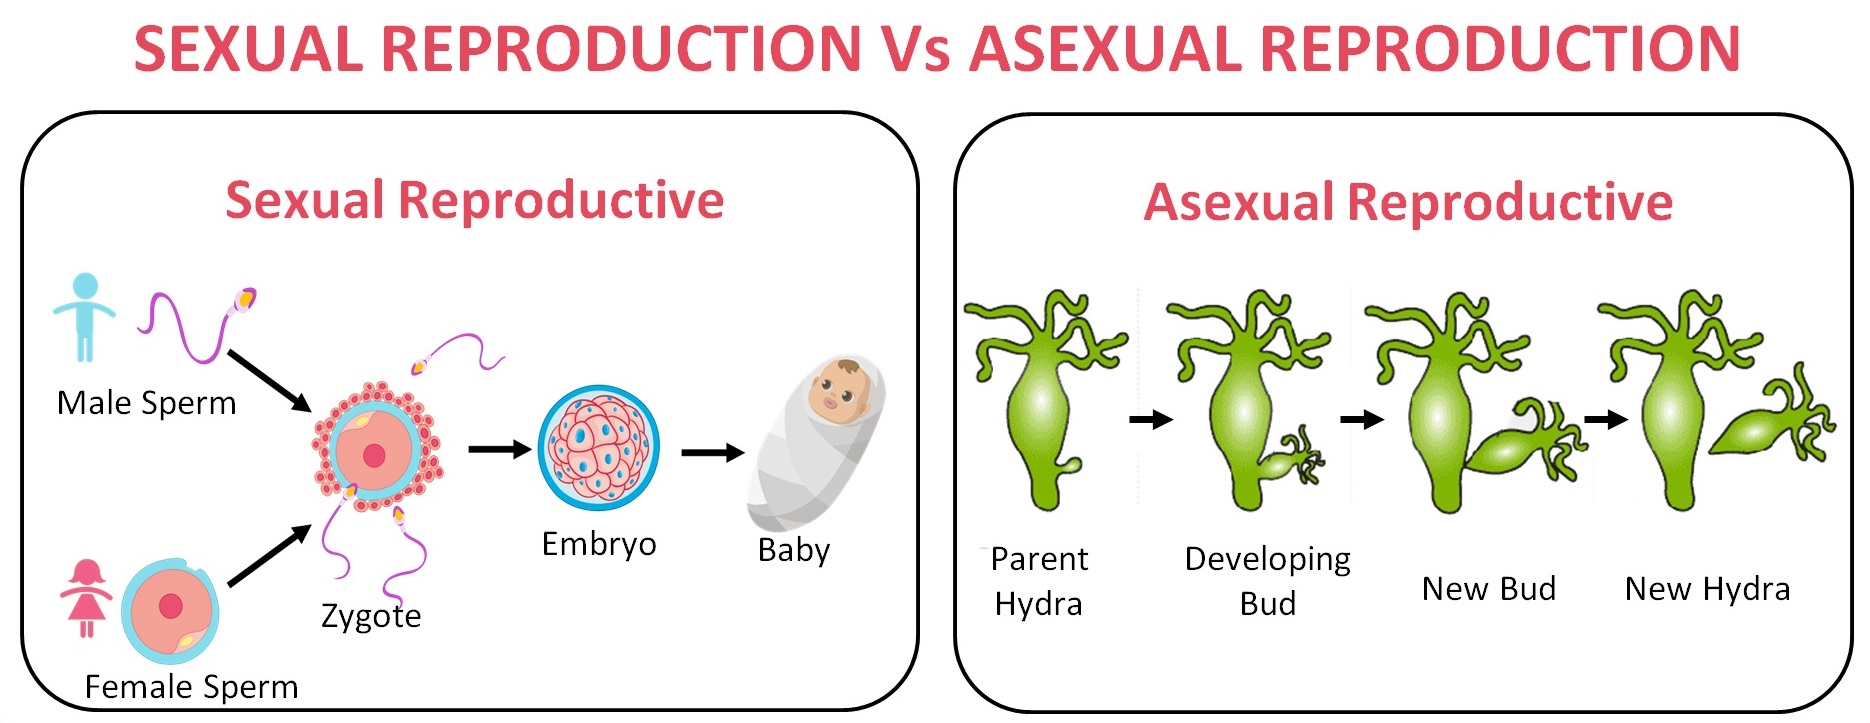 SEXUAL REPRODUCTION Vs ASEXUAL REPRODUCTION
Sexual Reproductive
Male Sperm
Female Sperm
Zygote
Embryo
Baby
Asexual Reproductive
Parent
Hydra
Developing
Bud
New Bud
New Hydra